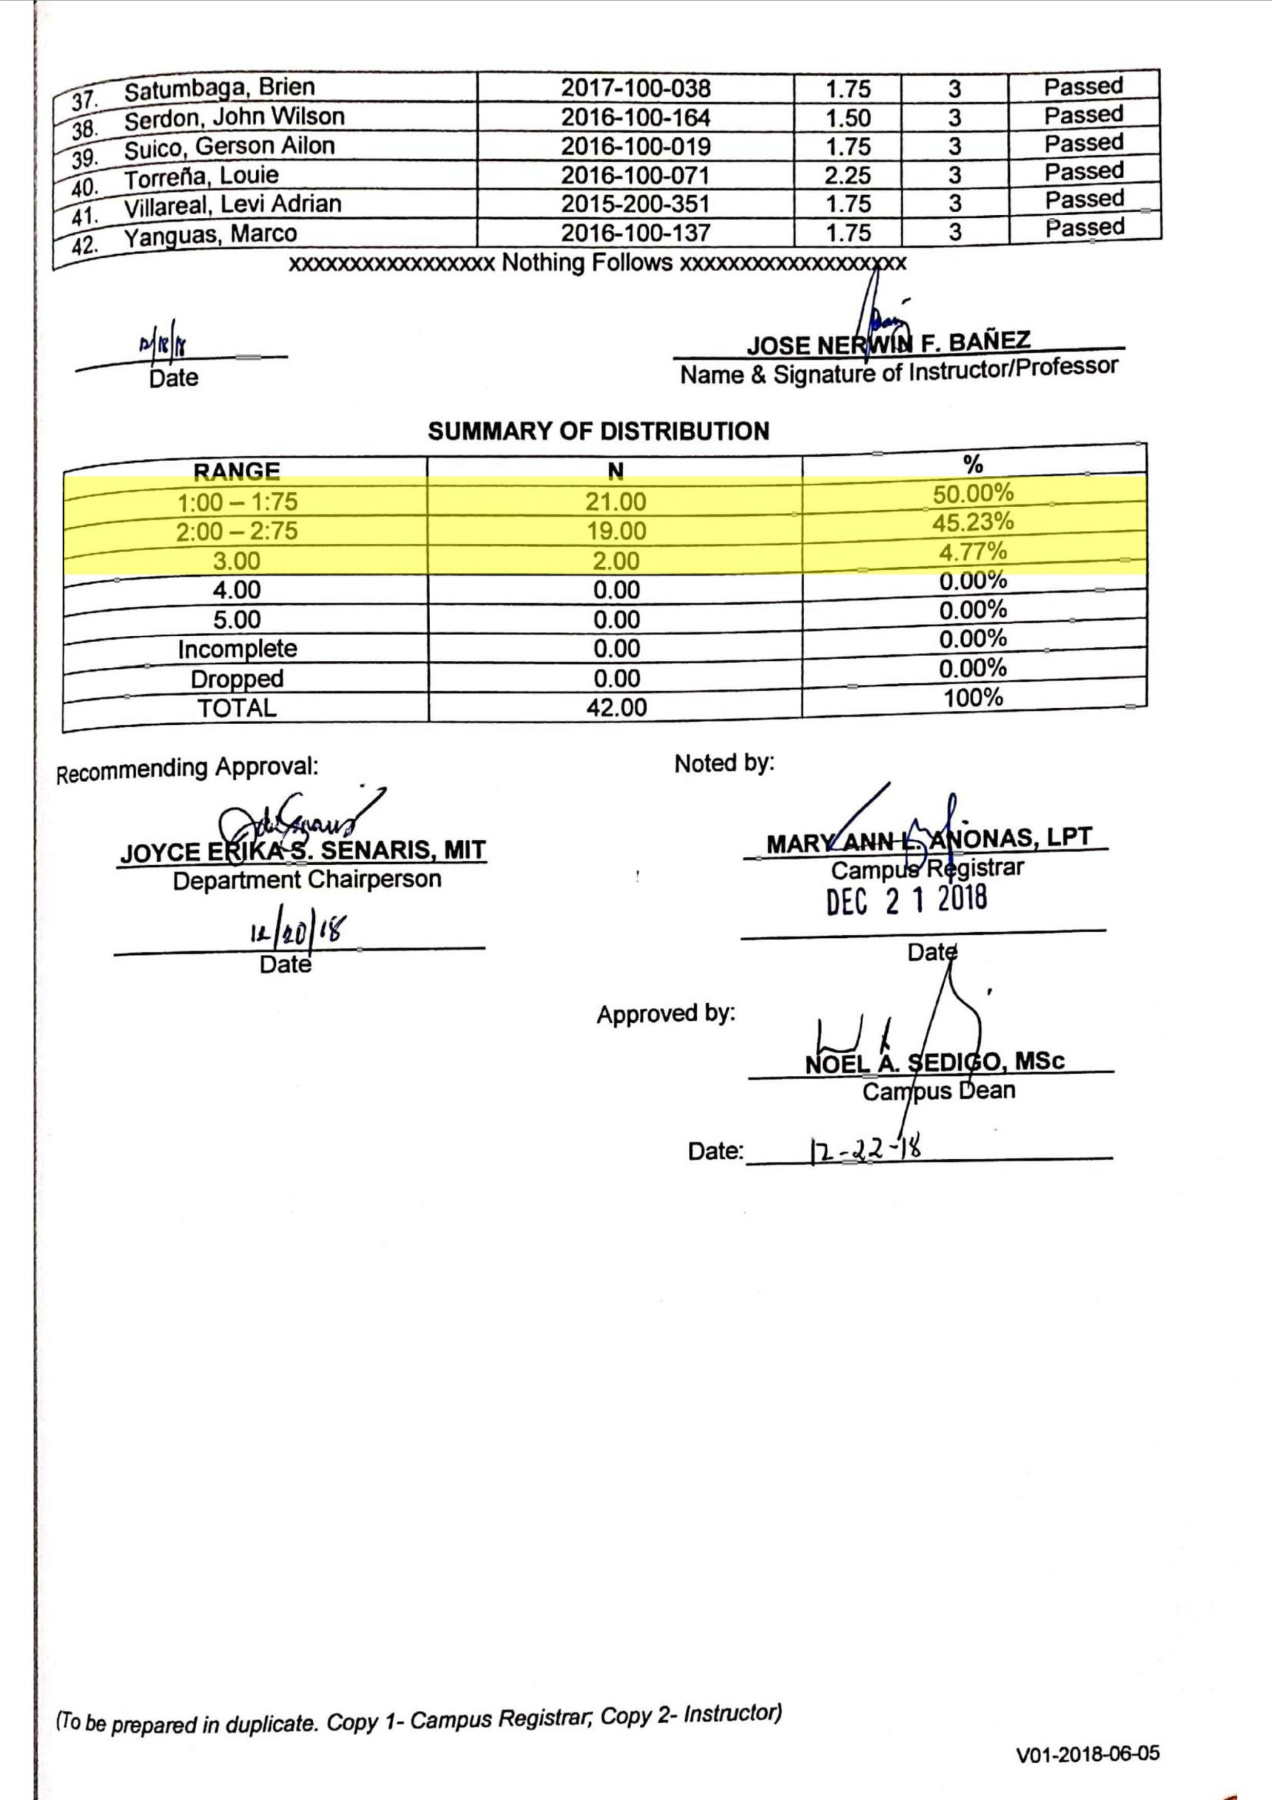 37. Satumbaga, Brien 2017-100-038 1.75 3 Passed
38. Serdon, John Wilson 2016-100-164 1.50 3 Passed
39. Suico, Gerson Ailon 2016-100-019 1.75 3 Passed
40. Torreña, Louie 2016-100-071 2.25 3 Passed
41. Villareal, Levi Adrian 2015-200-351 1.75 3 Passed
42. Yanguas, Marco 2016-100-137 1.75 3 Passed
xxxxxxxxxxxxxxxxx Nothing Follows xxxxxxxxxxxxxxxxxxx
12/18/18 JOSE NERWIN F. BAÑEZ
Date Name & Signature of Instructor/Professor
SUMMARY OF DISTRIBUTION
RANGE N %
1:00 – 1:75 21.00 50.00%
2:00 – 2:75 19.00 45.23%
3.00 2.00 4.77%
4.00 0.00 0.00%
5.00 0.00 0.00%
Incomplete 0.00 0.00%
Dropped 0.00 0.00%
TOTAL 42.00 100%
Recommending Approval: Noted by:
JOYCE ERIKA S. SENARIS, MIT MARY ANN L. AÑONAS, LPT
Department Chairperson Campus Registrar
12/20/18 DEC 21 2018
Date Date
Approved by:
NOEL A. SEDIGO, MSc
Campus Dean
Date: 12-22-18
(To be prepared in duplicate. Copy 1- Campus Registrar; Copy 2- Instructor)
V01-2018-06-05